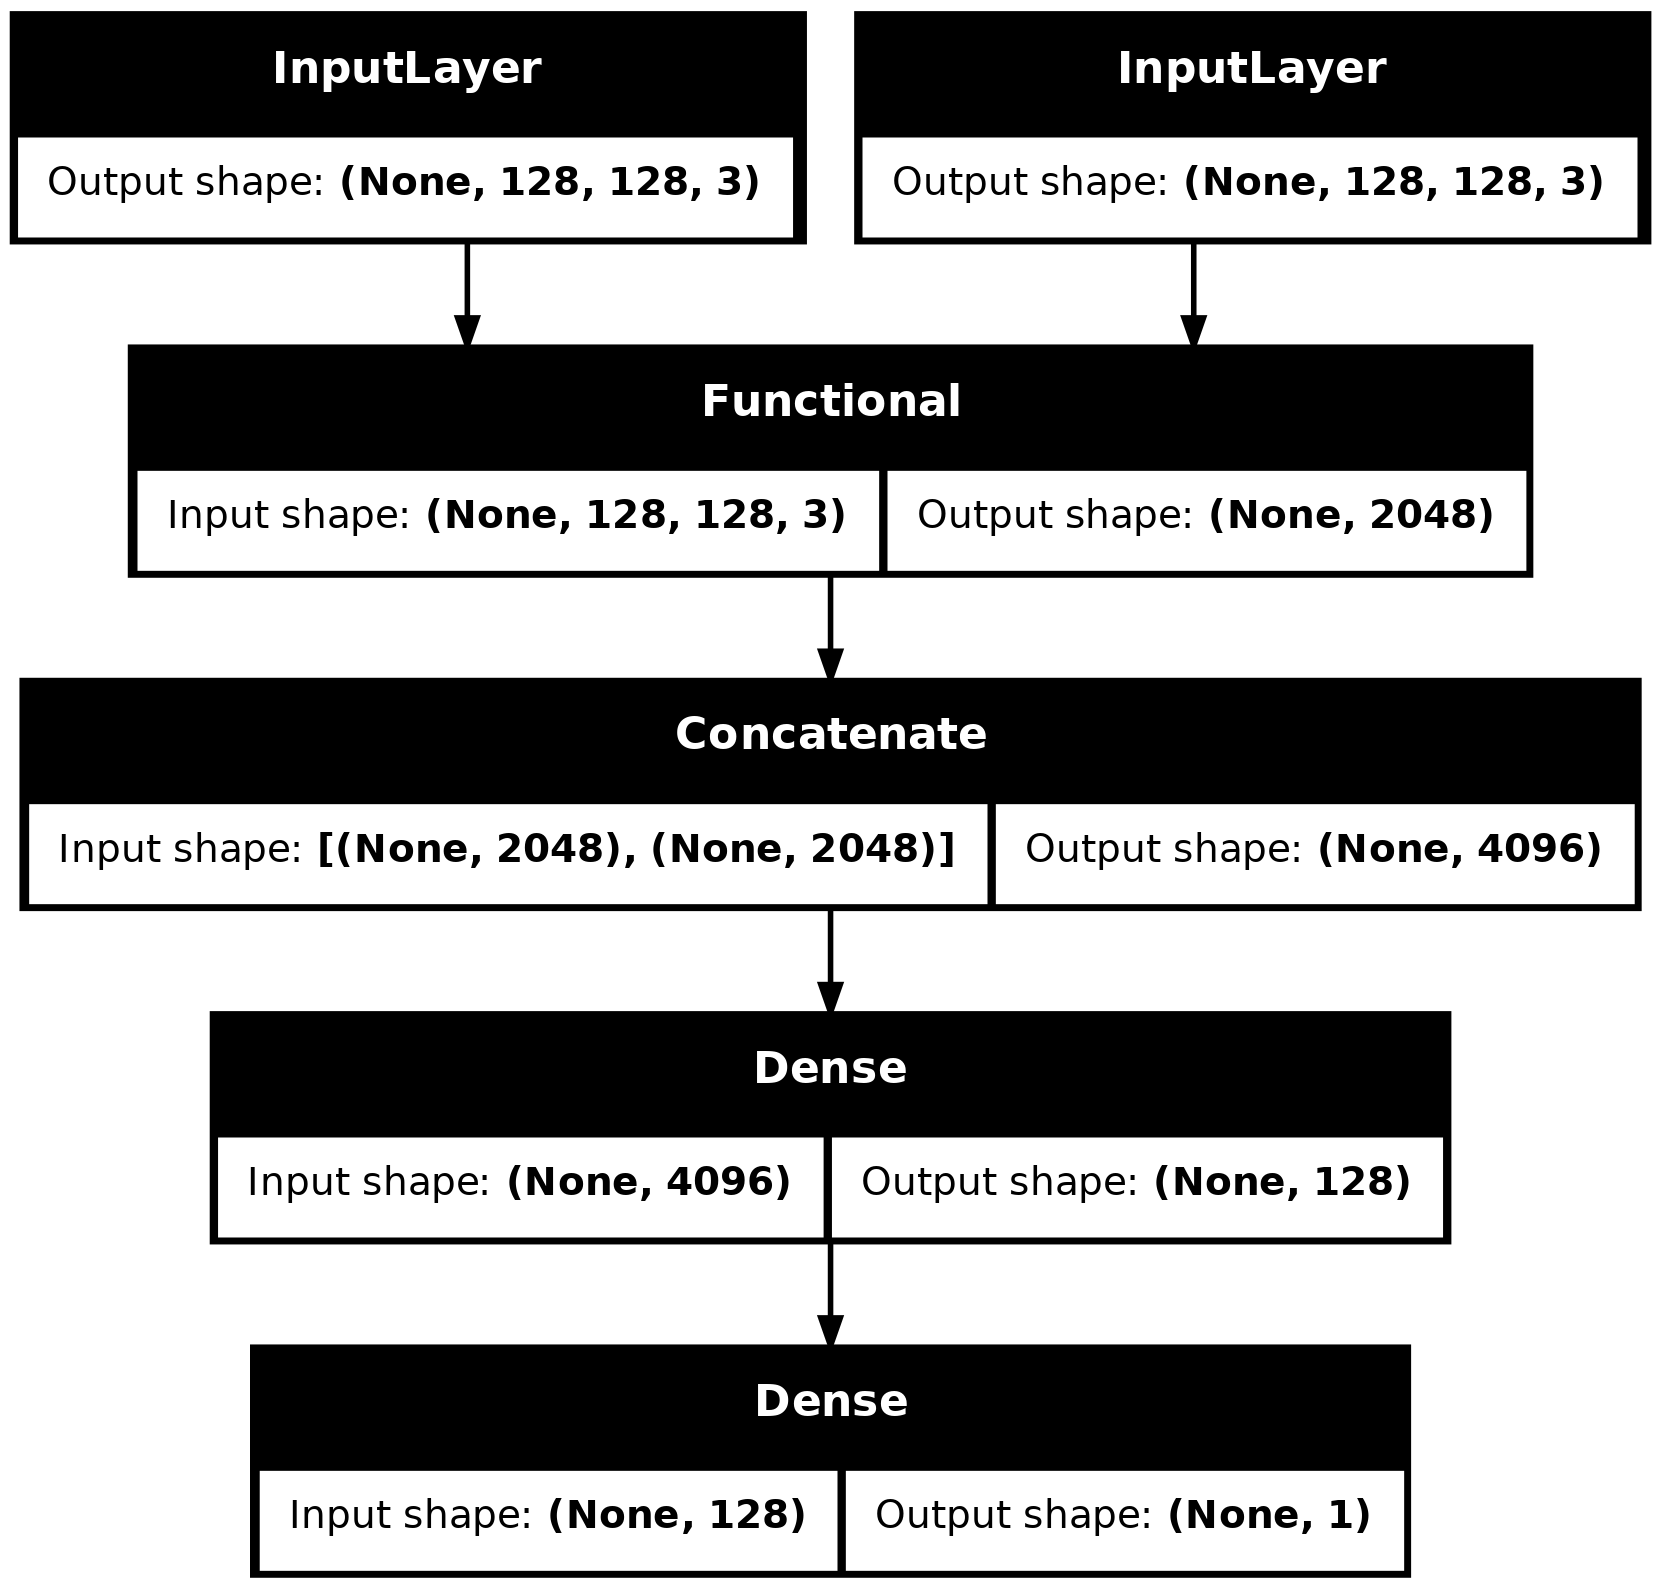 InputLayer
Output shape: (None, 128, 128, 3)
InputLayer
Output shape: (None, 128, 128, 3)
Functional
Input shape: (None, 128, 128, 3)
Output shape: (None, 2048)
Concatenate
Input shape: [(None, 2048), (None, 2048)]
Output shape: (None, 4096)
Dense
Input shape: (None, 4096)
Output shape: (None, 128)
Dense
Input shape: (None, 128)
Output shape: (None, 1)